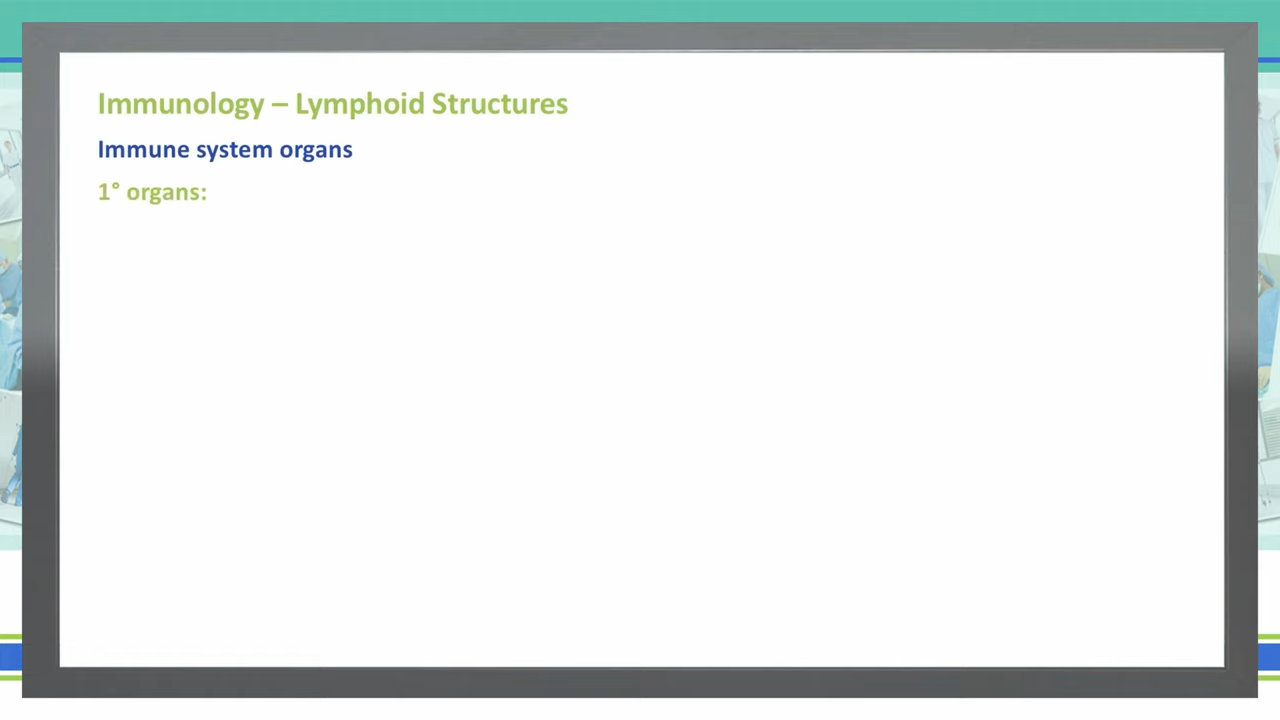 Immunology – Lymphoid Structures
Immune system organs
1° organs: